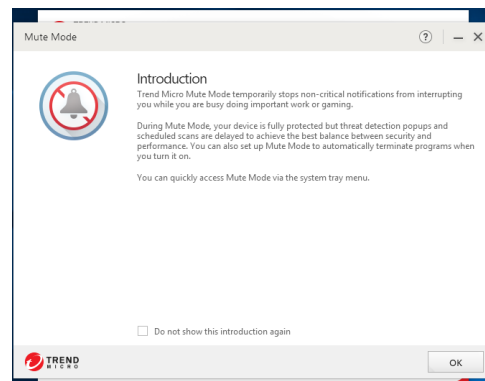 Mute Mode
?
Introduction
Trend Micro Mute Mode temporarily stops non-critical notifications from interrupting
you while you are busy doing important work or gaming.
During Mute Mode, your device is fully protected but threat detection popups and
scheduled scans are delayed to achieve the best balance between security and
performance. You can also set up Mute Mode to automatically terminate programs when
you turn it on.
You can quickly access Mute Mode via the system tray menu.
Do not show this introduction again
TREND
MICRO
OK